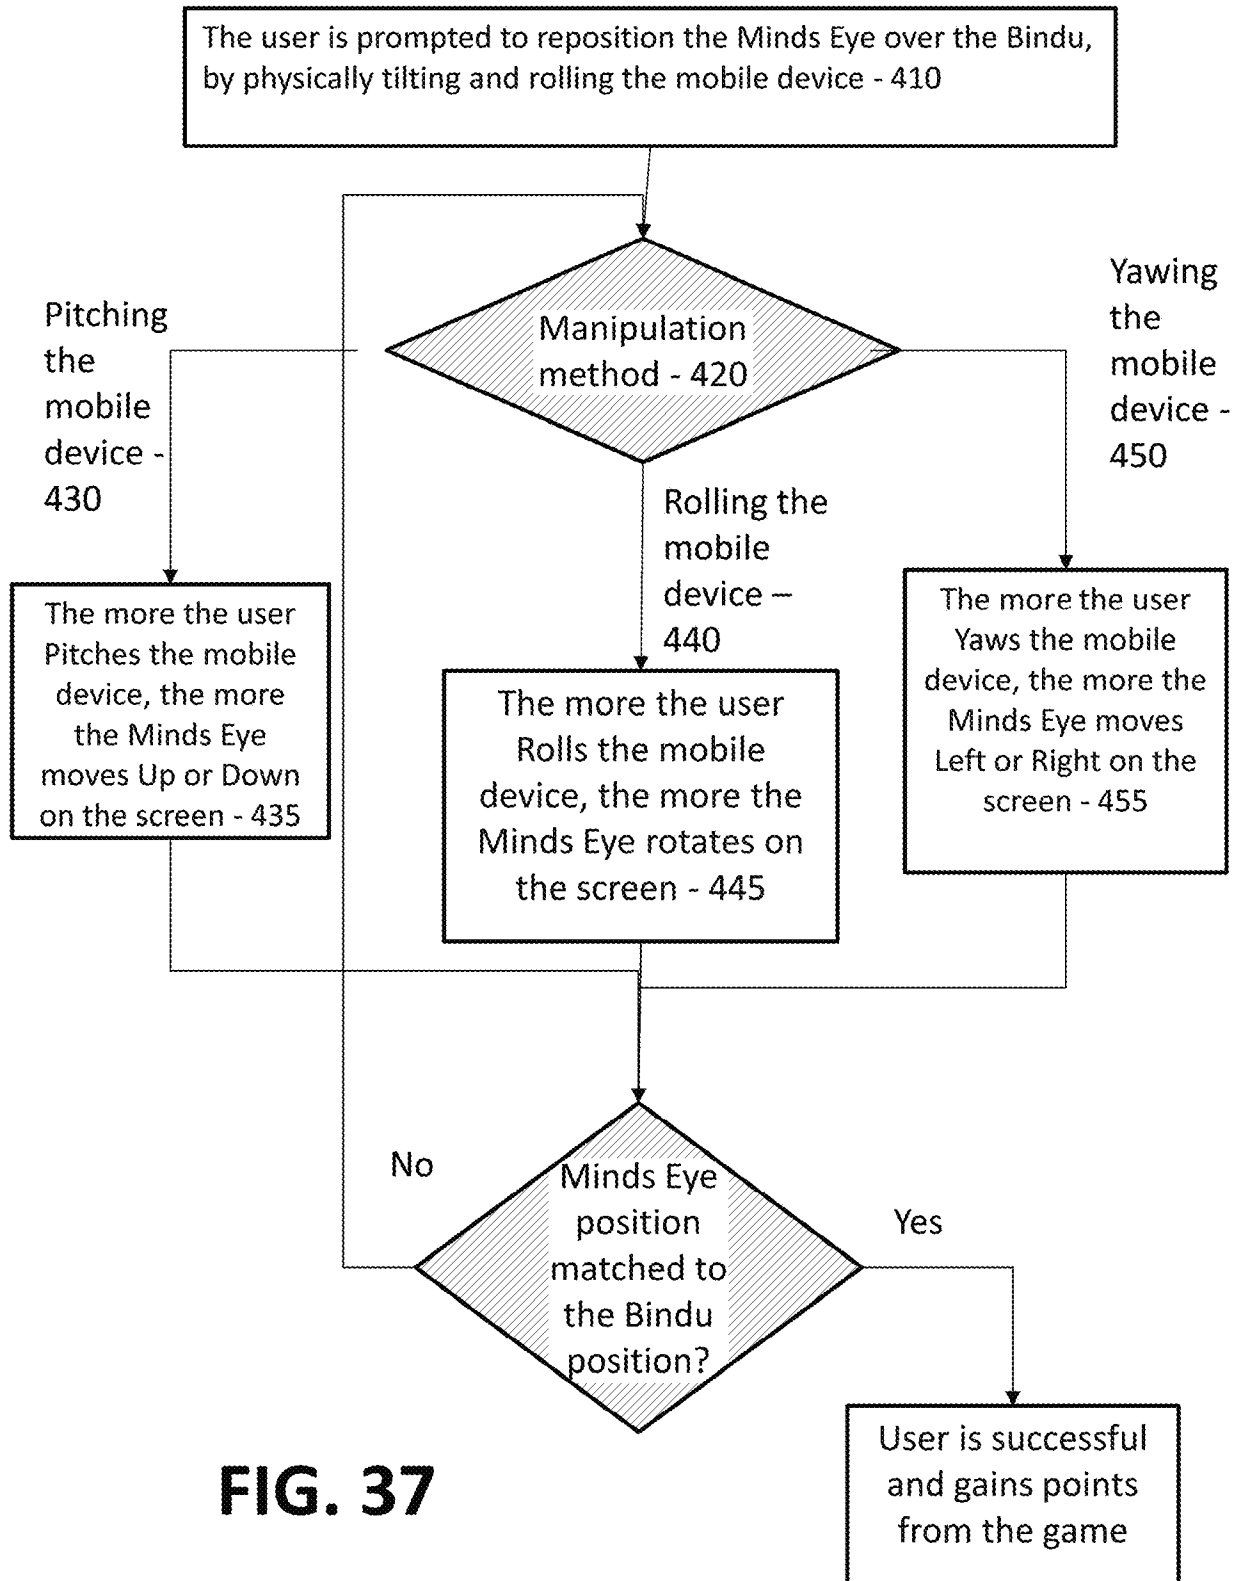 The user is prompted to reposition the Minds Eye over the Bindu,
by physically tilting and rolling the mobile device - 410
Manipulation
method - 420
Pitching
the
mobile
device -
430
Rolling the
mobile
device –
440
Yawing
the
mobile
device -
450
The more the user
Pitches the mobile
device, the more
the Minds Eye
moves Up or Down
on the screen - 435
The more the user
Rolls the mobile
device, the more the
Minds Eye rotates on
the screen - 445
The more the user
Yaws the mobile
device, the more the
Minds Eye moves
Left or Right on the
screen - 455
Minds Eye
position
matched to
the Bindu
position?
No
Yes
User is successful
and gains points
from the game
FIG. 37